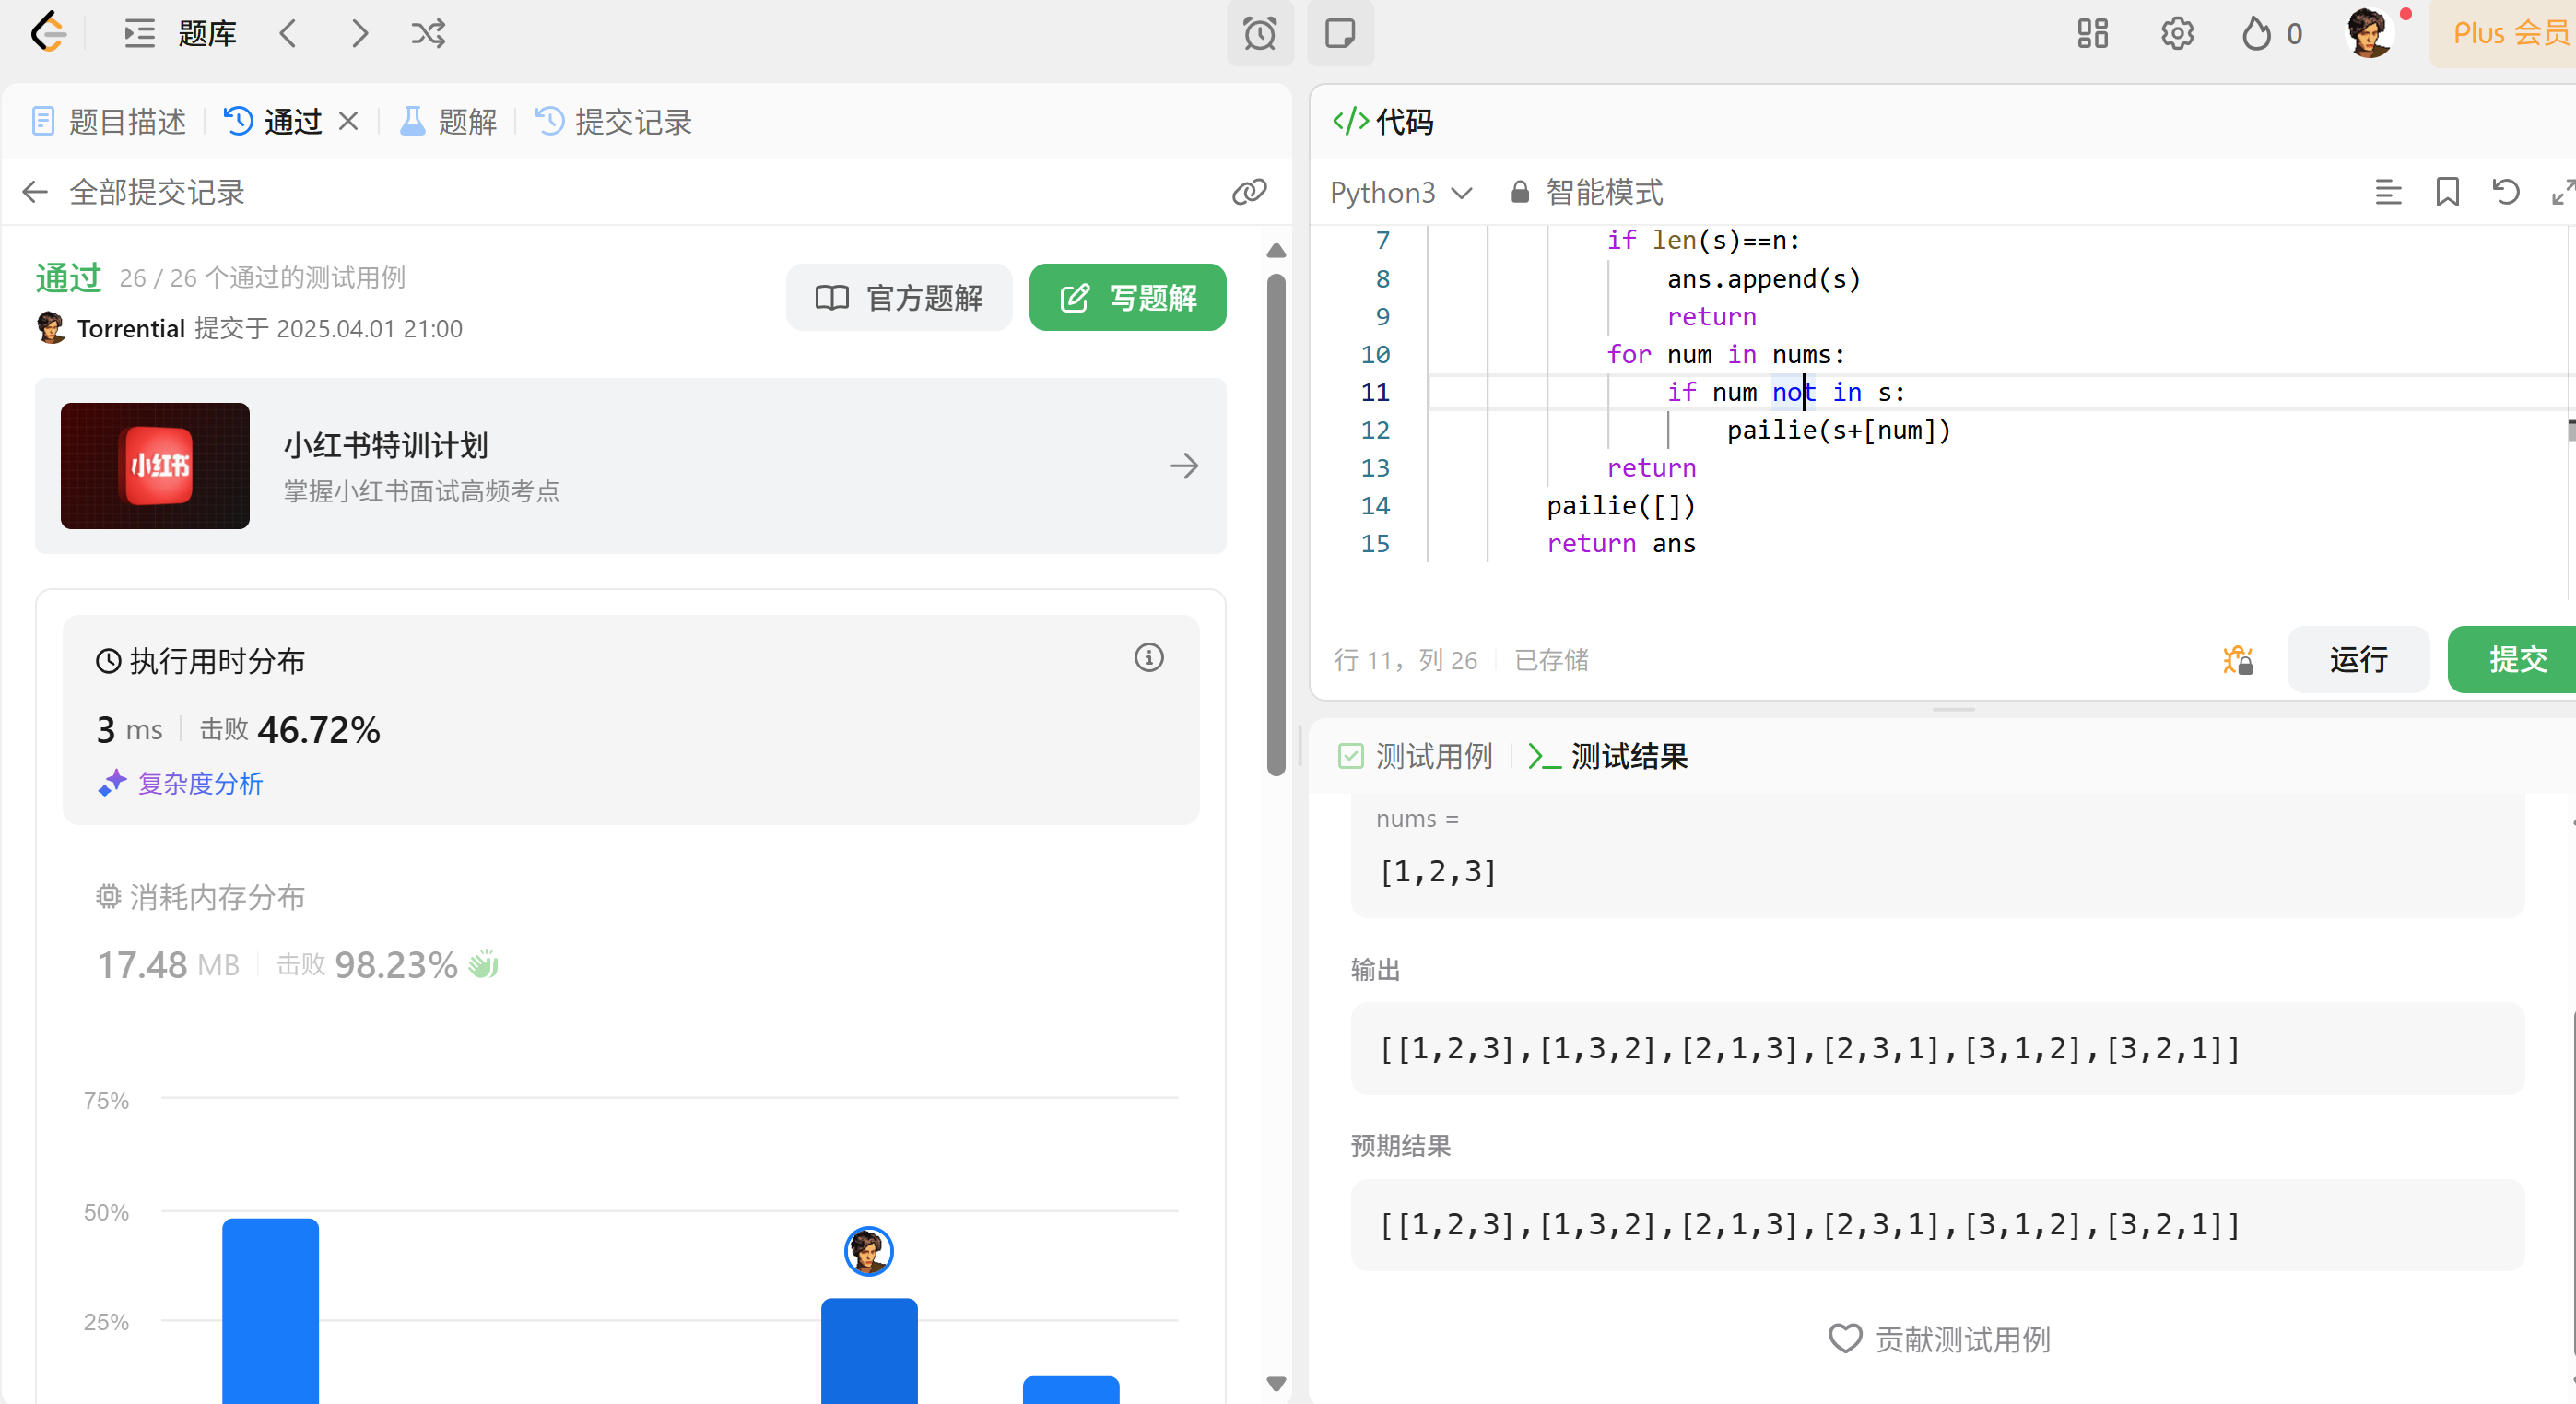 题库
0
Plus 会员
题目描述
通过
题解
提交记录
全部提交记录
通过 26 / 26 个通过的测试用例
Torrential 提交于 2025.04.01 21:00
官方题解
写题解
小红书
小红书特训计划
掌握小红书面试高频考点
执行用时分布
3 ms 击败 46.72%
复杂度分析
消耗内存分布
17.48 MB 击败 98.23%
75%
50%
25%
</>代码
Python3 智能模式
7 if len(s)==n:
8 ans.append(s)
9 return
10 for num in nums:
11 if num not in s:
12 pailie(s+[num])
13 return
14 pailie([])
15 return ans
行 11，列 26 已存储
运行
提交
测试用例
测试结果
nums =
[1,2,3]
输出
[[1,2,3],[1,3,2],[2,1,3],[2,3,1],[3,1,2],[3,2,1]]
预期结果
[[1,2,3],[1,3,2],[2,1,3],[2,3,1],[3,1,2],[3,2,1]]
贡献测试用例